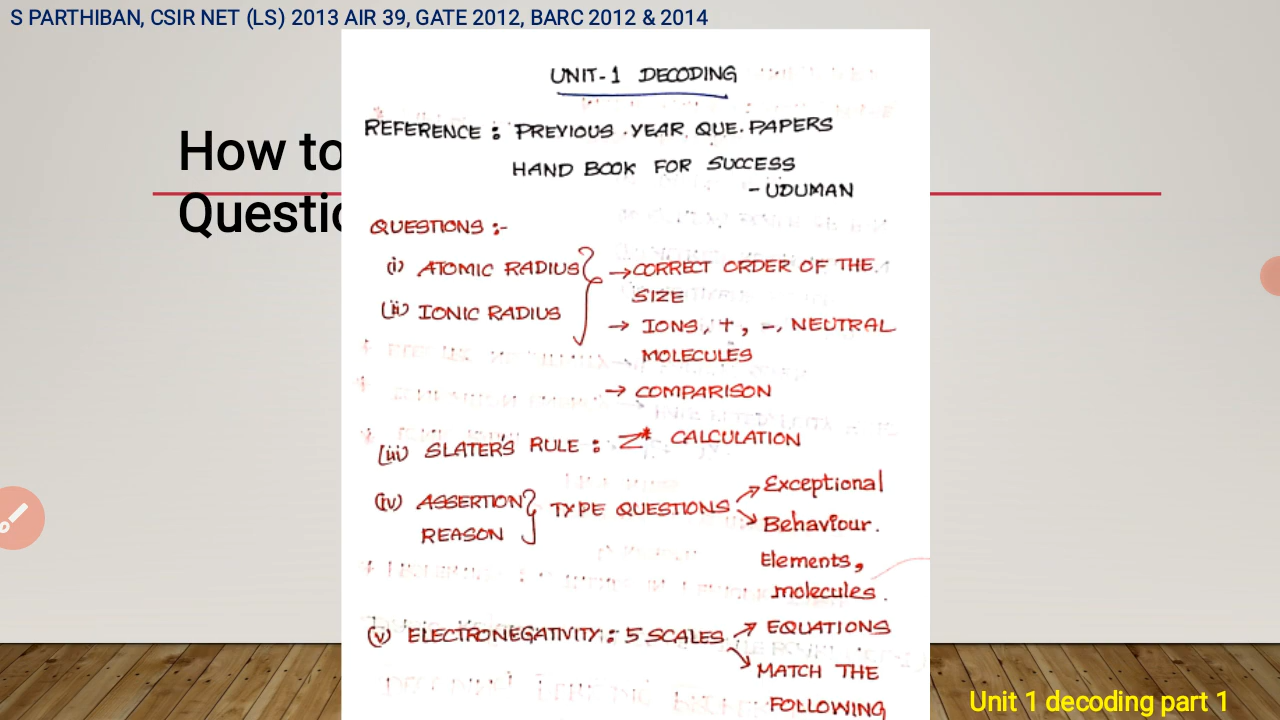 S PARTHIBAN, CSIR NET (LS) 2013 AIR 39, GATE 2012, BARC 2012 & 2014
How to
Questio
UNIT-1 DECODING
REFERENCE : PREVIOUS .YEAR QUE. PAPERS
HAND BOOK FOR SUCCESS
- UDUMAN
QUESTIONS :-
(i) ATOMIC RADIUS
(ii) IONIC RADIUS
→ CORRECT ORDER OF THE
SIZE
→ IONS, +, -, NEUTRAL
MOLECULES
→ COMPARISON
(iii) SLATER'S RULE : Z* CALCULATION
(iv) ASSERTION
REASON
TYPE QUESTIONS
Exceptional
Behaviour.
Elements,
molecules.
(v) ELECTRONEGATIVITY : 5 SCALES
EQUATIONS
MATCH THE
FOLLOWING
Unit 1 decoding part 1